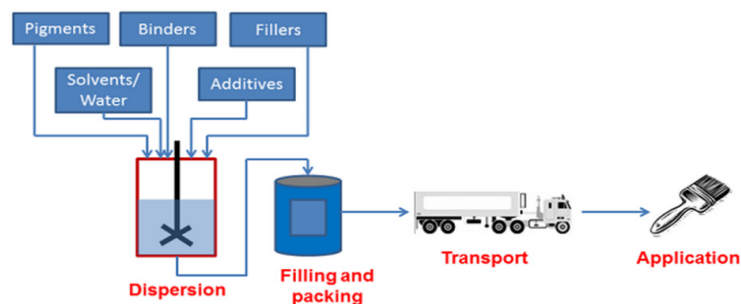 Pigments
Binders
Fillers
Solvents/
Water
Additives
Dispersion
Filling and
packing
Transport
Application